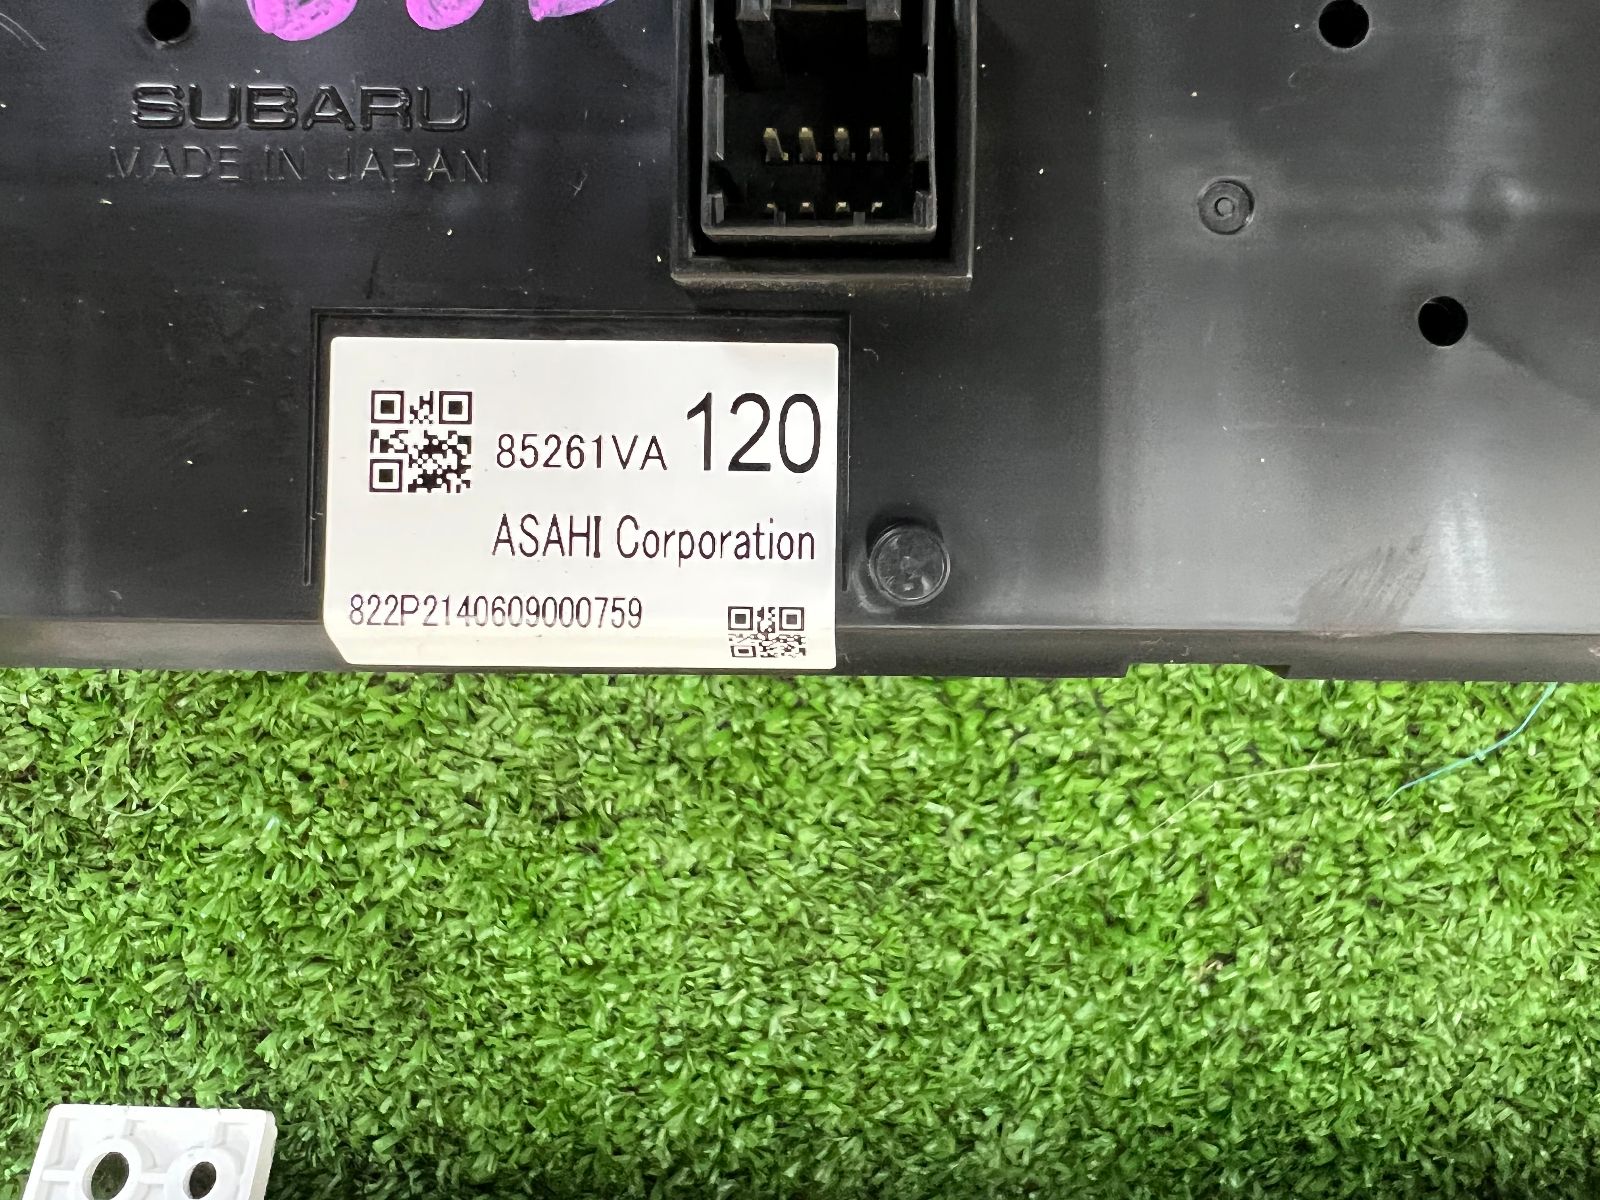 SUBARU
MADE IN JAPAN
85261VA 120
ASAHI Corporation
822P2140609000759